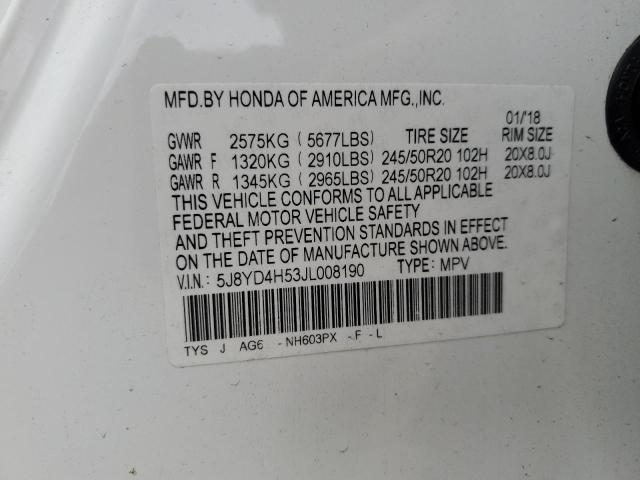 MFD.BY HONDA OF AMERICA MFG.,INC.
01/18
GVWR 2575KG ( 5677LBS) TIRE SIZE RIM SIZE
GAWR F 1320KG ( 2910LBS) 245/50R20 102H 20X8.0J
GAWR R 1345KG ( 2965LBS) 245/50R20 102H 20X8.0J
THIS VEHICLE CONFORMS TO ALL APPLICABLE
FEDERAL MOTOR VEHICLE SAFETY
AND THEFT PREVENTION STANDARDS IN EFFECT
ON THE DATE OF MANUFACTURE SHOWN ABOVE.
V.I.N.: 5J8YD4H53JL008190 TYPE: MPV
TYS J AG6 -NH603PX -F -L